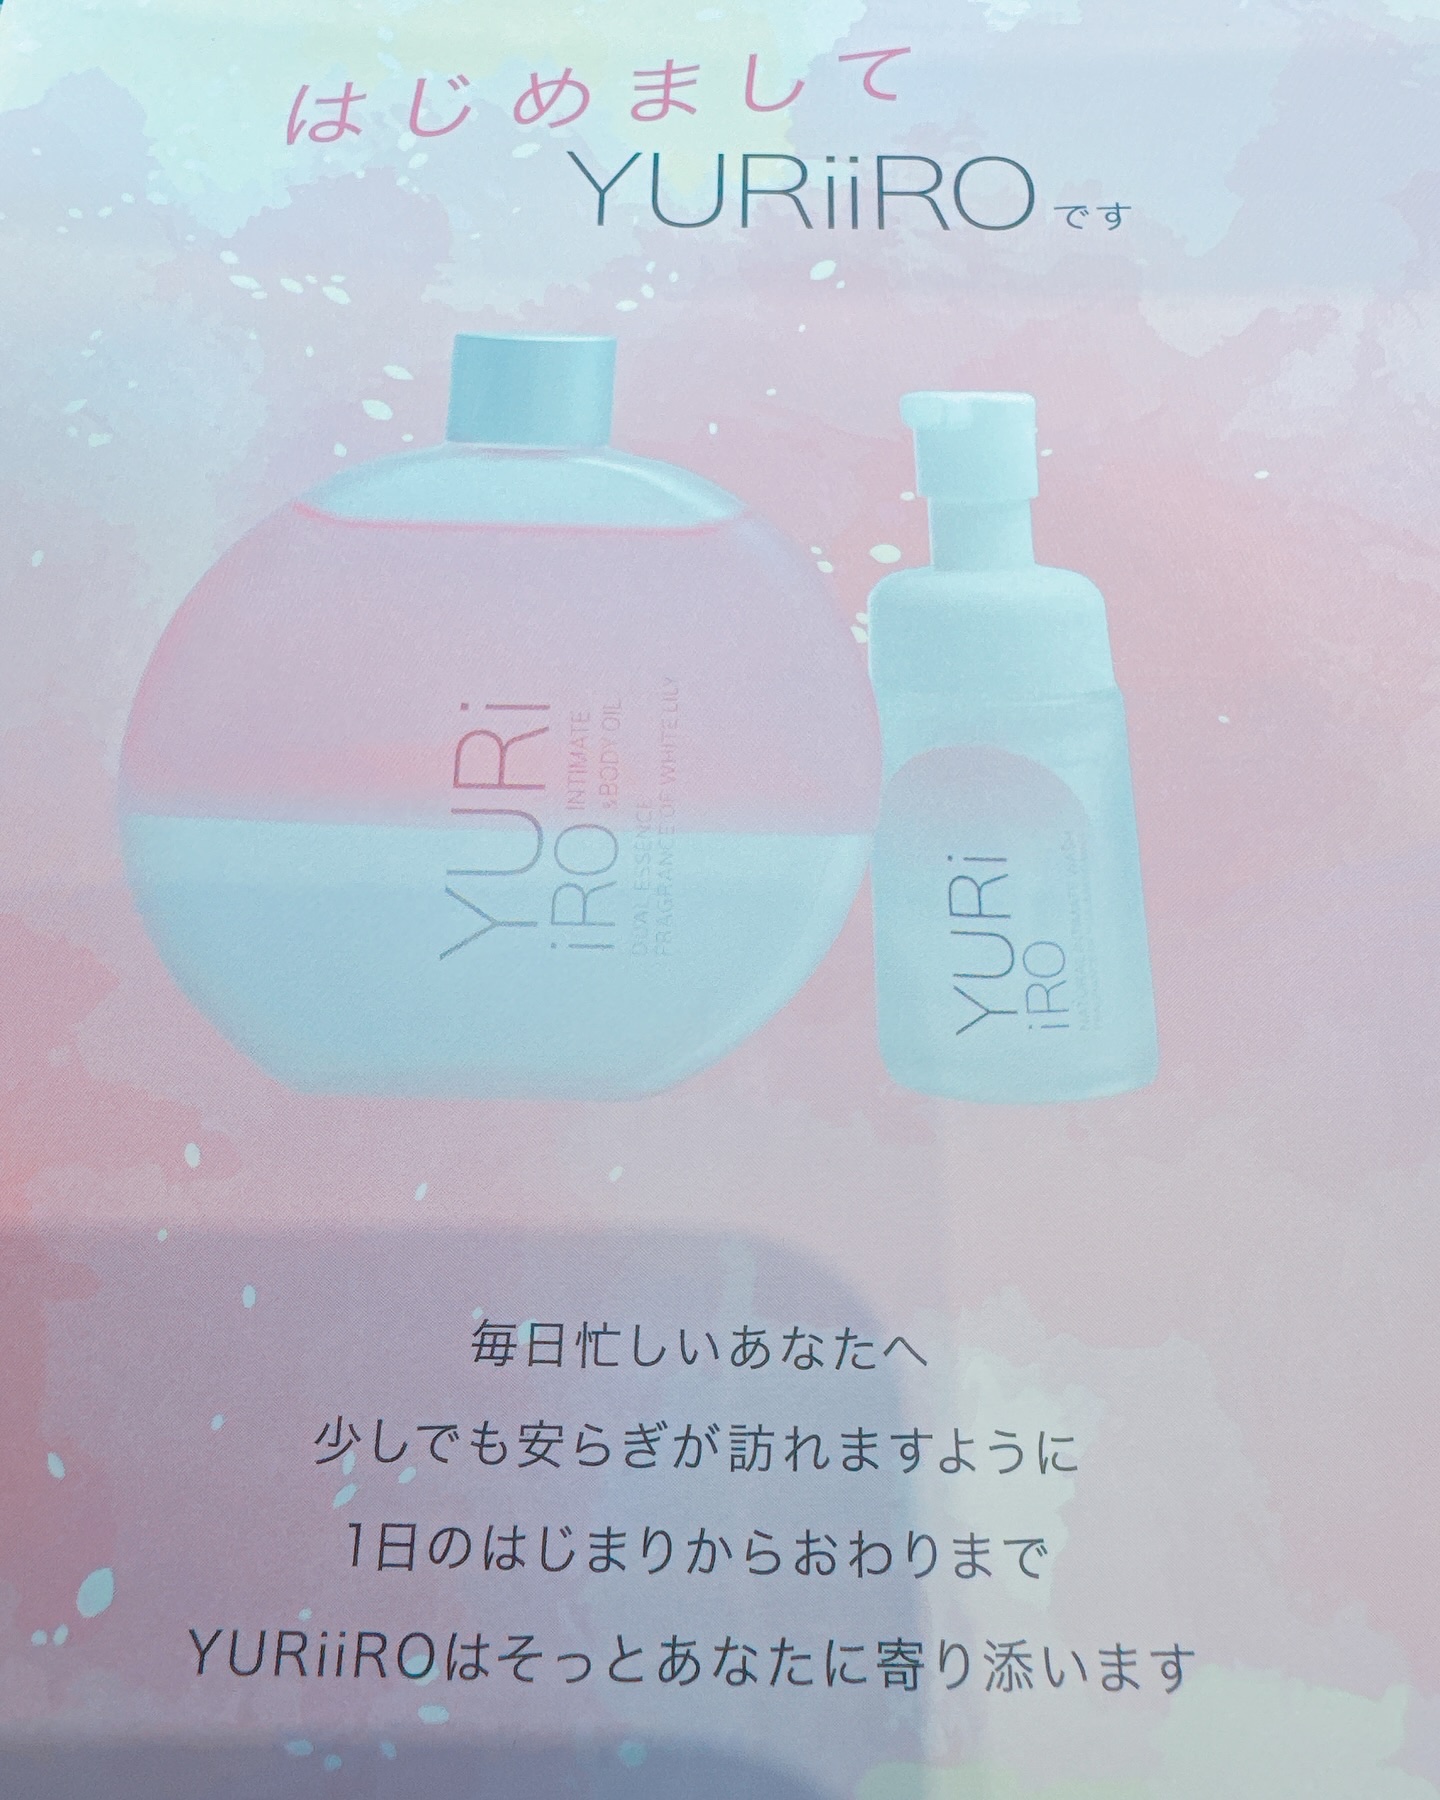 はじめまして
YURiiROです
YURi
iRO
INTIMATE
&BODY OIL
DUAL ESSENCE
FRAGRANCE OF WHITE LILY
YURi
iRO
毎日忙しいあなたへ
少しでも安らぎが訪れますように
1日のはじまりからおわりまで
YURiiROはそっとあなたに寄り添います